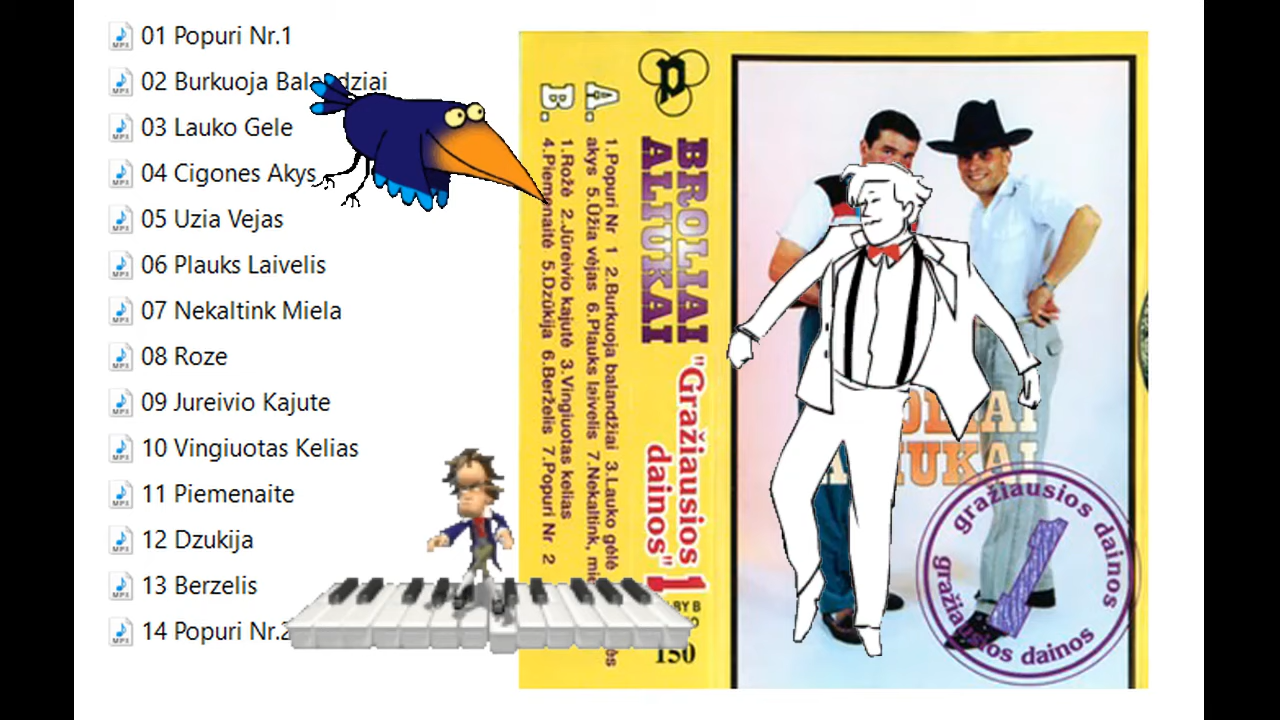 01 Popuri Nr.1
02 Burkuoja Balandziai
03 Lauko Gele
04 Cigones Akys
05 Uzia Vejas
06 Plauks Laivelis
07 Nekaltink Miela
08 Roze
09 Jureivio Kajute
10 Vingiuotas Kelias
11 Piemenaite
12 Dzukija
13 Berzelis
14 Popuri Nr.2
BROLIAI
ALIUKAI
"Gražiausios 1
dainos"
A.
1.Popuri Nr 1 2.Burkuoja balandžiai 3.Lauko gėlė
akys 5.Ūžia vėjas 6.Plauks laivelis 7.Nekaltink,
B.
1.Rožė 2.Jūreivio kajutė 3.Vingiuotas kelias
4.Piemenaitė 5.Dzūkija 6.Berželis 7.Popuri Nr 2
150
gražiausios dainos
gražiausios dainos
1